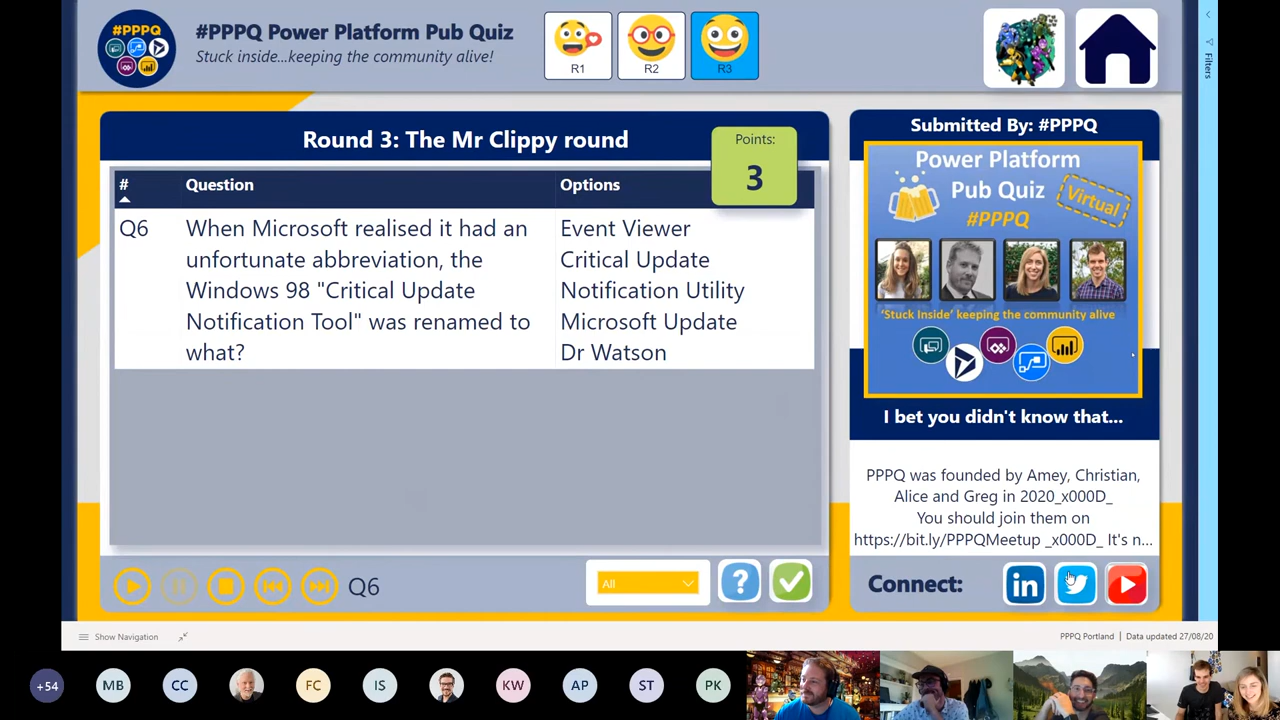 #PPPQ
#PPPQ Power Platform Pub Quiz
Stuck inside...keeping the community alive!
R1
R2
R3
Filters
Round 3: The Mr Clippy round
Points:
3
# Question Options
Q6
When Microsoft realised it had an
unfortunate abbreviation, the
Windows 98 "Critical Update
Notification Tool" was renamed to
what?
Event Viewer
Critical Update
Notification Utility
Microsoft Update
Dr Watson
Q6
All
?
Submitted By: #PPPQ
Power Platform
Pub Quiz
#PPPQ
Virtual
'Stuck Inside' keeping the community alive
I bet you didn't know that...
PPPQ was founded by Amey, Christian,
Alice and Greg in 2020_x000D_
You should join them on
https://bit.ly/PPPQMeetup _x000D_ It's n...
Connect:
in
Show Navigation
PPPQ Portland | Data updated 27/08/20
+54
MB
CC
FC
IS
KW
AP
ST
PK